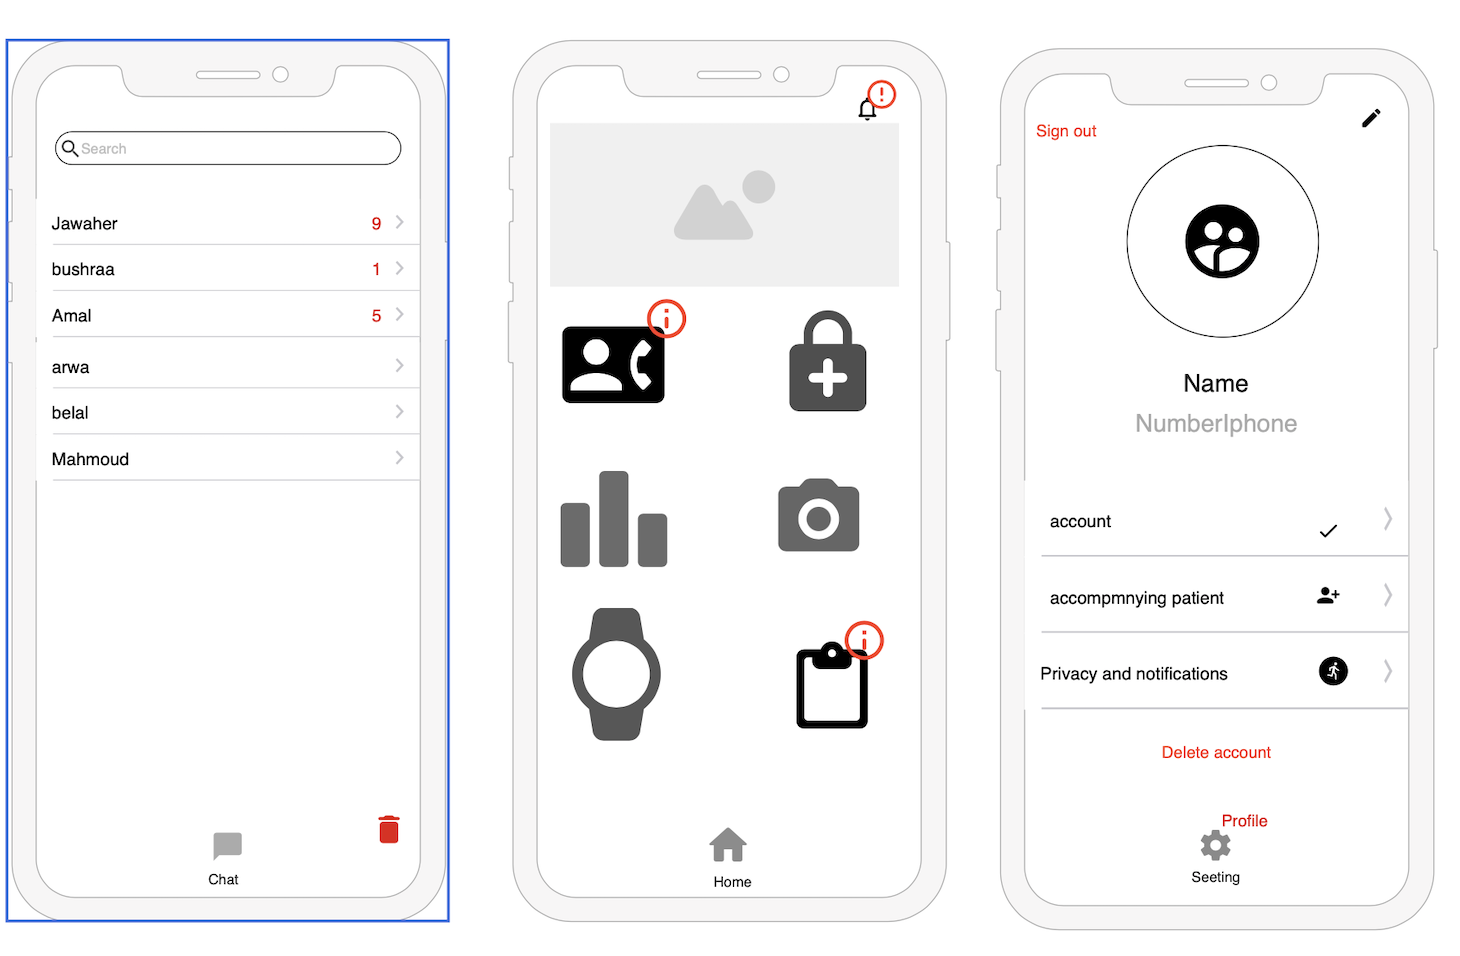 Search
Jawaher 9
bushraa 1
Amal 5
arwa
belal
Mahmoud
Chat
Home
Sign out
Name
NumberIphone
account
accompmnying patient
Privacy and notifications
Delete account
Profile
Seeting